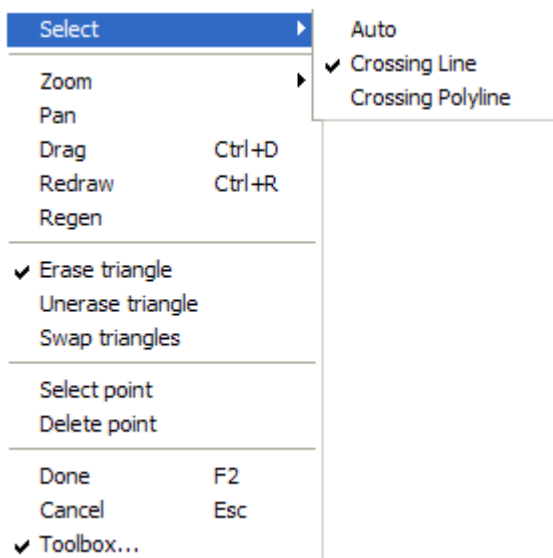 Select
Auto
Crossing Line
Crossing Polyline
Zoom
Pan
Drag Ctrl+D
Redraw Ctrl+R
Regen
Erase triangle
Unerase triangle
Swap triangles
Select point
Delete point
Done F2
Cancel Esc
Toolbox...